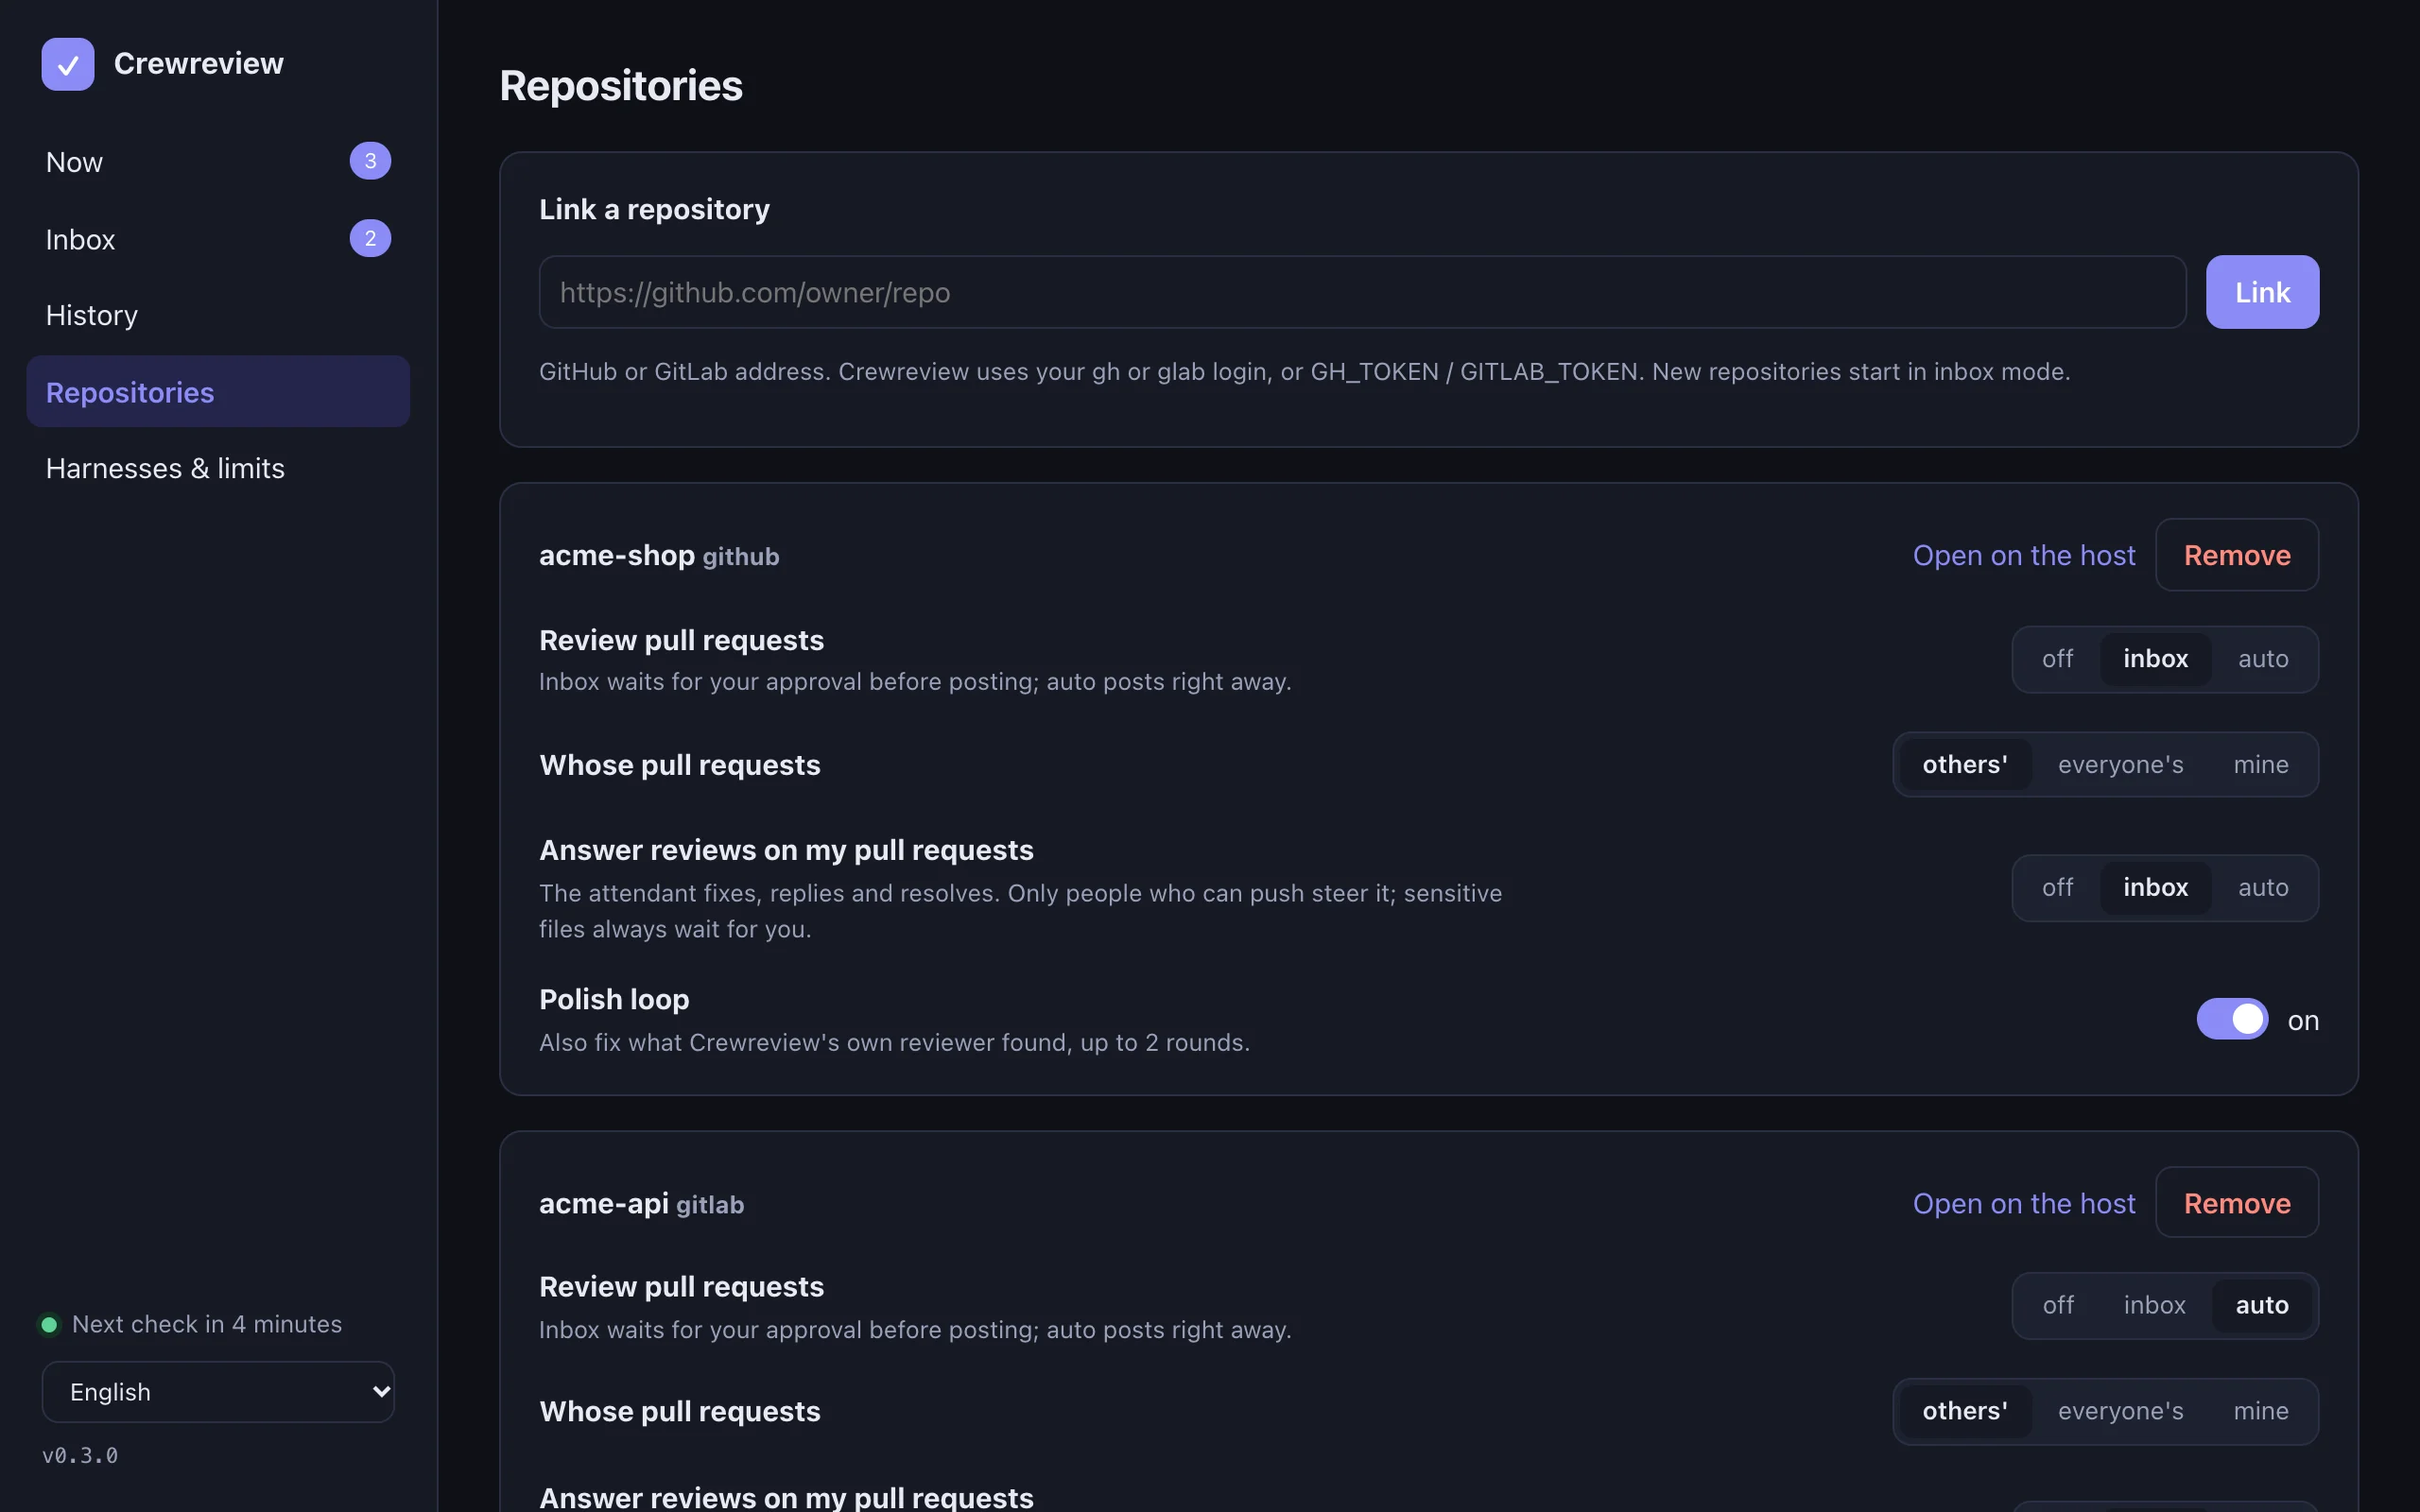 Crewreview
Now 3
Inbox 2
History
Repositories
Harnesses & limits
Next check in 4 minutes
English
v0.3.0
Repositories
Link a repository
https://github.com/owner/repo
Link
GitHub or GitLab address. Crewreview uses your gh or glab login, or GH_TOKEN / GITLAB_TOKEN. New repositories start in inbox mode.
acme-shop github Open on the host Remove
Review pull requests
Inbox waits for your approval before posting; auto posts right away.
off inbox auto
Whose pull requests
others' everyone's mine
Answer reviews on my pull requests
The attendant fixes, replies and resolves. Only people who can push steer it; sensitive
files always wait for you.
off inbox auto
Polish loop
Also fix what Crewreview's own reviewer found, up to 2 rounds.
on
acme-api gitlab Open on the host Remove
Review pull requests
Inbox waits for your approval before posting; auto posts right away.
off inbox auto
Whose pull requests
others' everyone's mine
Answer reviews on my pull requests